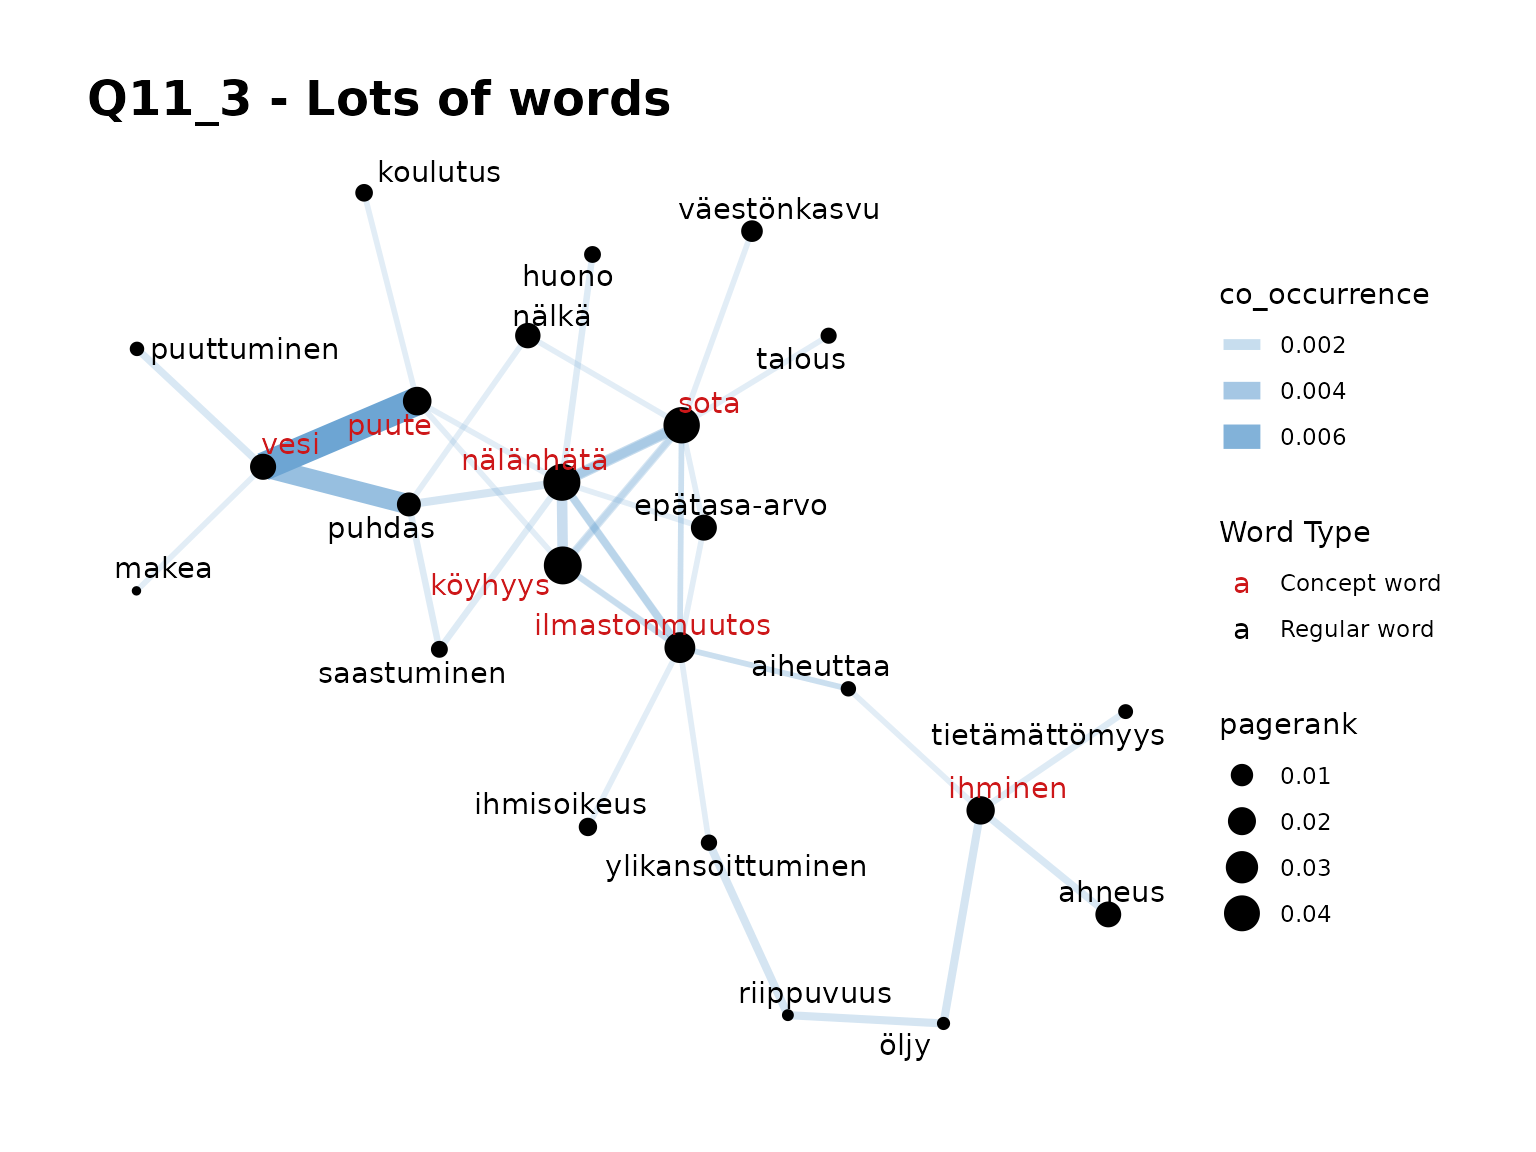 Q11_3 - Lots of words
koulutus
väestönkasvu
huono
nälkä
puuttuminen
talous
sota
puute
vesi
nälänhätä
epätasa-arvo
puhdas
makea
köyhyys
ilmastonmuutos
saastuminen
aiheuttaa
tietämättömyys
ihminen
ihmisoikeus
ylikansoittuminen
ahneus
riippuvuus
öljy
co_occurrence
0.002
0.004
0.006
Word Type
a Concept word
a Regular word
pagerank
0.01
0.02
0.03
0.04